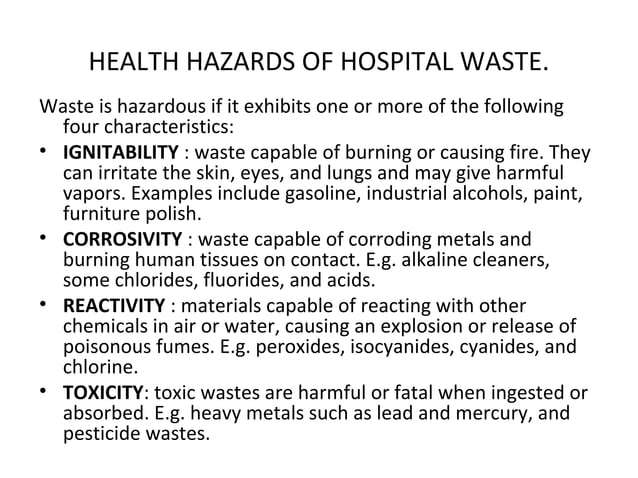 HEALTH HAZARDS OF HOSPITAL WASTE.
Waste is hazardous if it exhibits one or more of the following
four characteristics:
• IGNITABILITY : waste capable of burning or causing fire. They
can irritate the skin, eyes, and lungs and may give harmful
vapors. Examples include gasoline, industrial alcohols, paint,
furniture polish.
• CORROSIVITY : waste capable of corroding metals and
burning human tissues on contact. E.g. alkaline cleaners,
some chlorides, fluorides, and acids.
• REACTIVITY : materials capable of reacting with other
chemicals in air or water, causing an explosion or release of
poisonous fumes. E.g. peroxides, isocyanides, cyanides, and
chlorine.
• TOXICITY: toxic wastes are harmful or fatal when ingested or
absorbed. E.g. heavy metals such as lead and mercury, and
pesticide wastes.